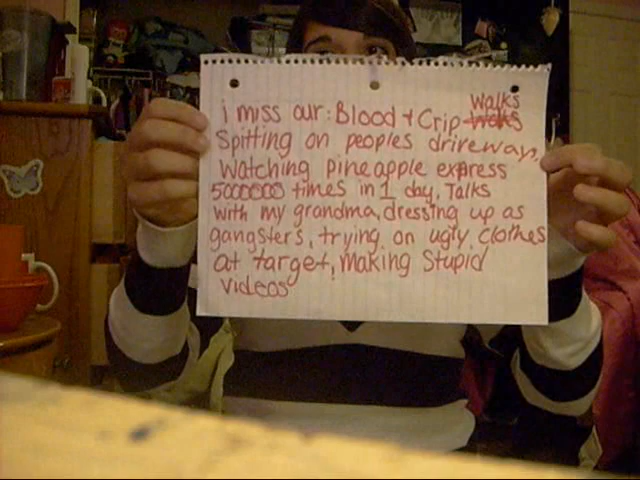 i miss our: Blood + Crip Walks
Spitting on peoples driveway,
Watching pineapple express
5000000 times in 1 day, Talks
with my grandma, dressing up as
gangsters, trying on ugly clothes
at target, making stupid
videos